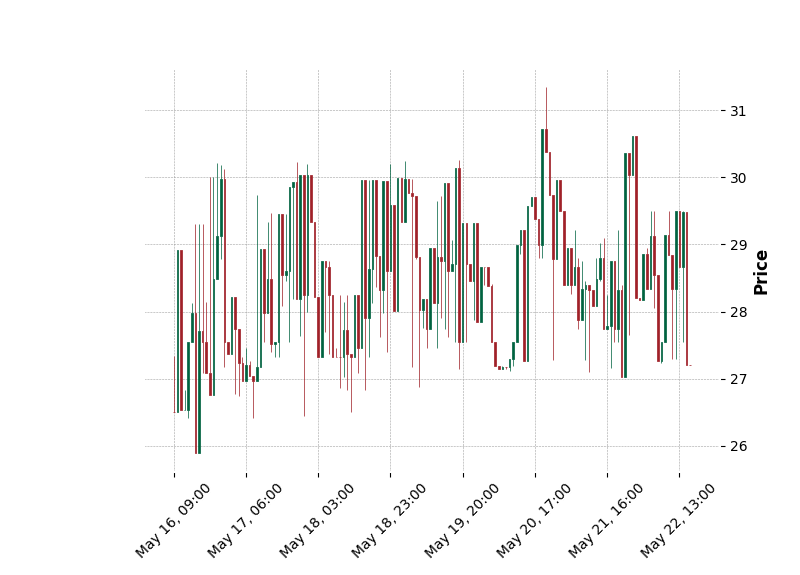 31
30
29
28
27
26
Price
May 16, 09:00
May 17, 06:00
May 18, 03:00
May 18, 23:00
May 19, 20:00
May 20, 17:00
May 21, 16:00
May 22, 13:00